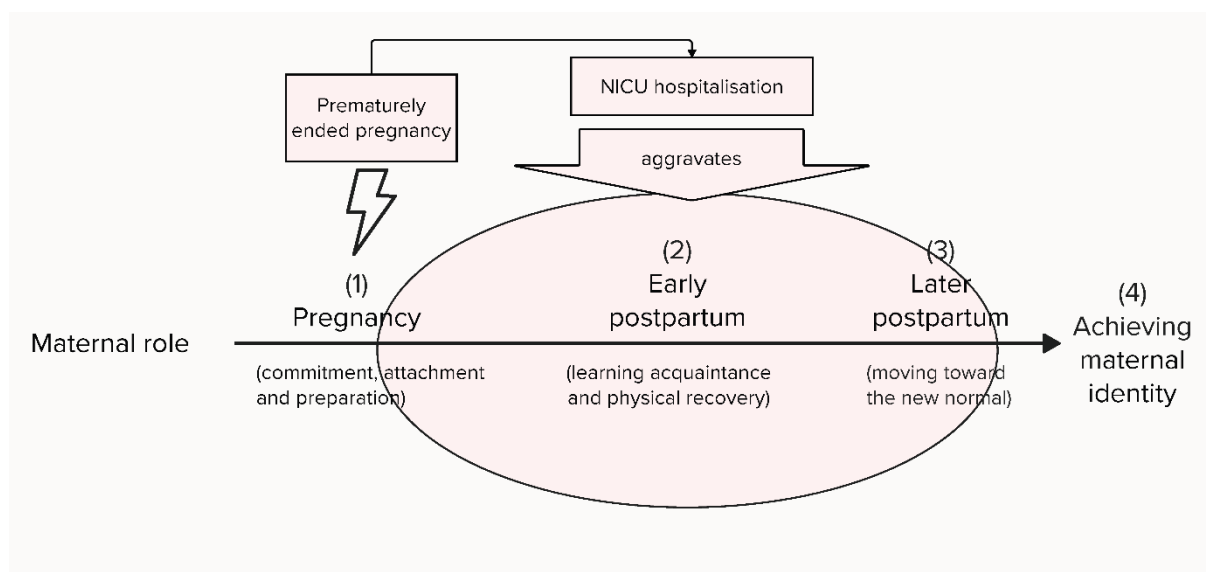 Prematurely
ended pregnancy
NICU hospitalisation
aggravates
(1)
Pregnancy
(commitment, attachment
and preparation)
(2)
Early
postpartum
(learning acquaintance
and physical recovery)
(3)
Later
postpartum
(moving toward
the new normal)
Maternal role
(4)
Achieving
maternal
identity